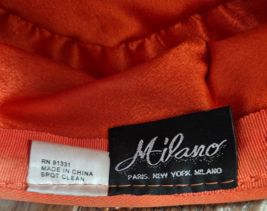 RN 91331
MADE IN CHINA
SPOT CLEAN
Milano
PARIS. NEW YORK. MILANO